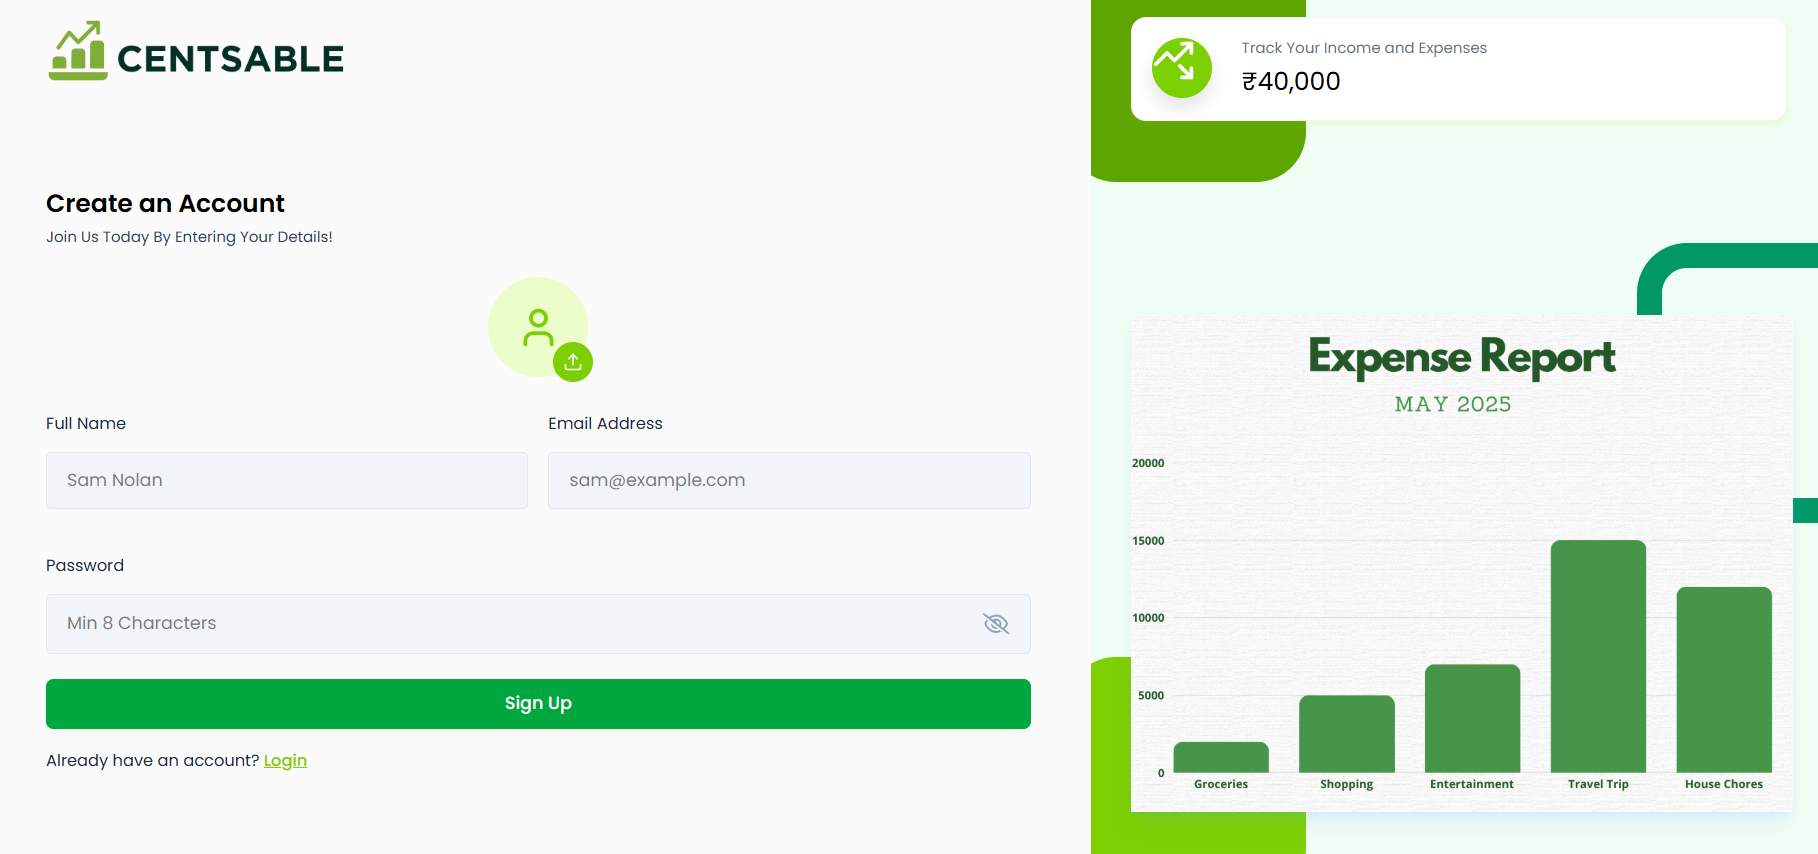 CENTSABLE
Create an Account
Join Us Today By Entering Your Details!
Full Name
Email Address
Sam Nolan
sam@example.com
Password
Min 8 Characters
Sign Up
Already have an account? Login
Track Your Income and Expenses
₹40,000
Expense Report
MAY 2025
20000
15000
10000
5000
0
Groceries
Shopping
Entertainment
Travel Trip
House Chores